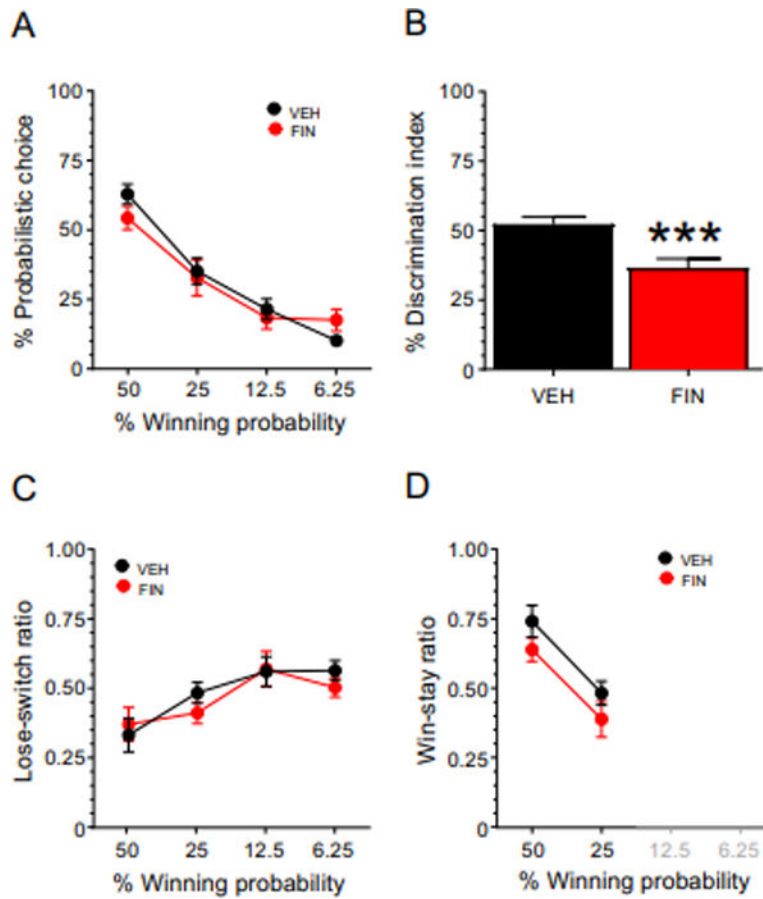 A
% Probabilistic choice
100
75
50
25
0
VEH
FIN
50 25 12.5 6.25
% Winning probability
B
% Discrimination index
100
75
50
25
0
***
VEH FIN
C
Lose-switch ratio
1.00
0.75
0.50
0.25
0
VEH
FIN
50 25 12.5 6.25
% Winning probability
D
Win-stay ratio
1.00
0.75
0.50
0.25
0
VEH
FIN
50 25 12.5 6.25
% Winning probability